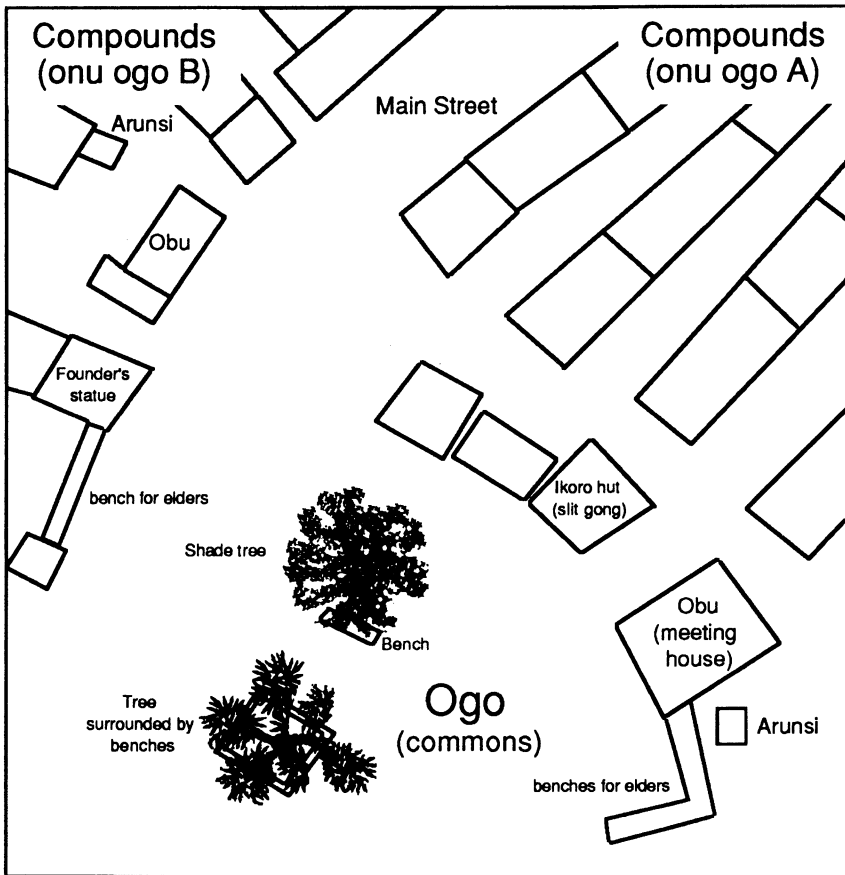 Compounds
(onu ogo B)
Compounds
(onu ogo A)
Main Street
Arunsi
Obu
Founder's
statue
bench for elders
Ikoro hut
(slit gong)
Shade tree
Bench
Obu
(meeting
house)
Tree
surrounded by
benches
Ogo
(commons)
Arunsi
benches for elders